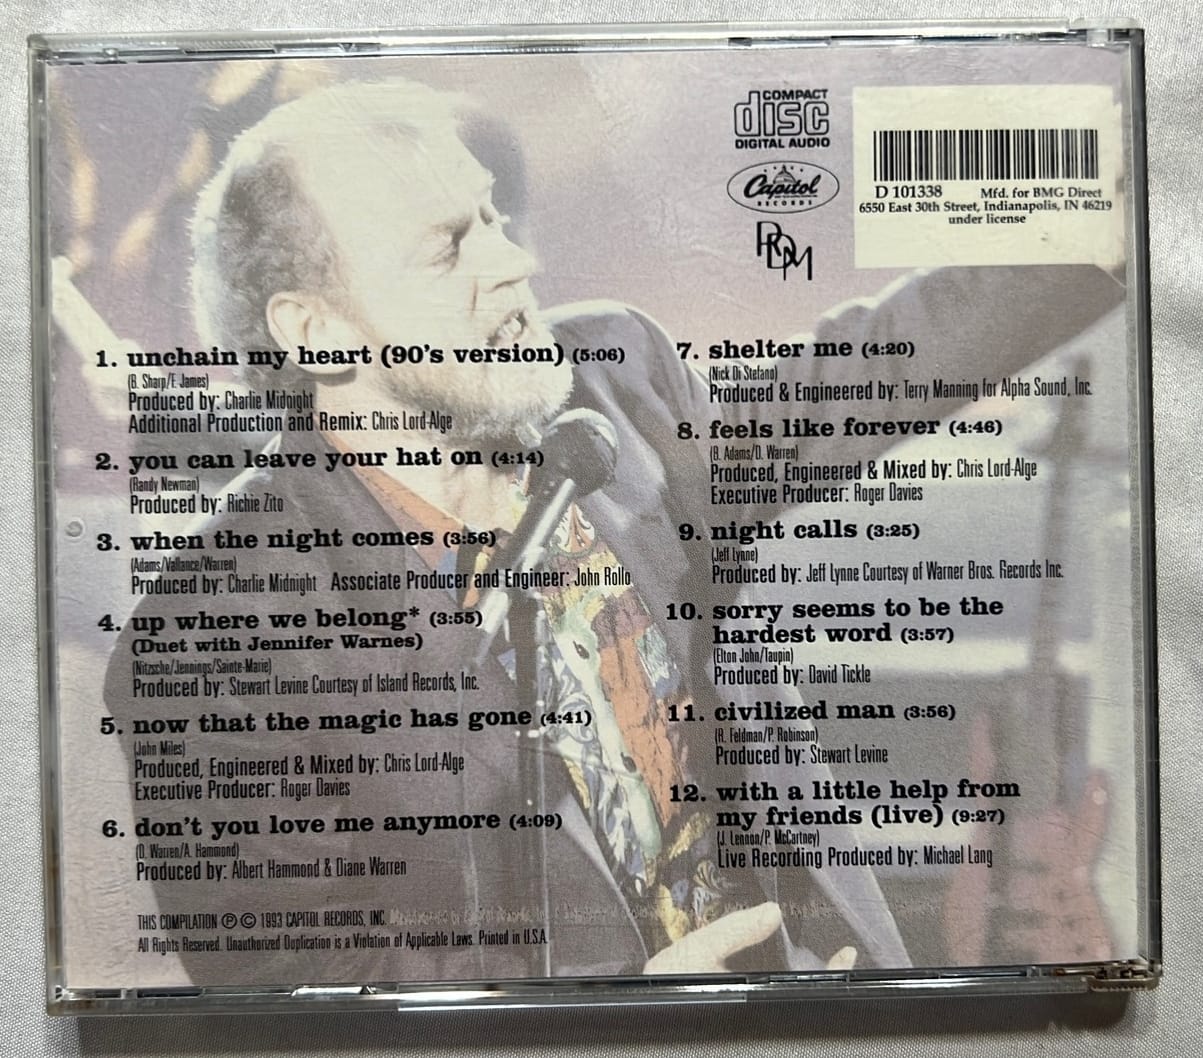 COMPACT
disc
DIGITAL AUDIO
Capitol
RECORDS
RDM
D 101338 Mfd. for BMG Direct
6550 East 30th Street, Indianapolis, IN 46219
under license
1. unchain my heart (90's version) (5:06)
(B. Sharp/F. James)
Produced by: Charlie Midnight
Additional Production and Remix: Chris Lord-Alge
2. you can leave your hat on (4:14)
(Randy Newman)
Produced by: Richie Zito
3. when the night comes (3:56)
(Adams/Vallance/Warren)
Produced by: Charlie Midnight Associate Producer and Engineer: John Rollo
4. up where we belong* (3:55)
(Duet with Jennifer Warnes)
(Nitzsche/Jennings/Sainte-Marie)
Produced by: Stewart Levine Courtesy of Island Records, Inc.
5. now that the magic has gone (4:41)
(John Miles)
Produced, Engineered & Mixed by: Chris Lord-Alge
Executive Producer: Roger Davies
6. don't you love me anymore (4:09)
(D. Warren/A. Hammond)
Produced by: Albert Hammond & Diane Warren
7. shelter me (4:20)
(Nick Di Stefano)
Produced & Engineered by: Terry Manning for Alpha Sound, Inc.
8. feels like forever (4:46)
(B. Adams/D. Warren)
Produced, Engineered & Mixed by: Chris Lord-Alge
Executive Producer: Roger Davies
9. night calls (3:25)
(Jeff Lynne)
Produced by: Jeff Lynne Courtesy of Warner Bros. Records Inc.
10. sorry seems to be the
hardest word (3:57)
(Elton John/Taupin)
Produced by: David Tickle
11. civilized man (3:56)
(R. Feldman/P. Robinson)
Produced by: Stewart Levine
12. with a little help from
my friends (live) (9:27)
(J. Lennon/P. McCartney)
Live Recording Produced by: Michael Lang
THIS COMPILATION ℗ © 1993 CAPITOL RECORDS, INC.
All Rights Reserved. Unauthorized Duplication is a Violation of Applicable Laws. Printed in U.S.A.